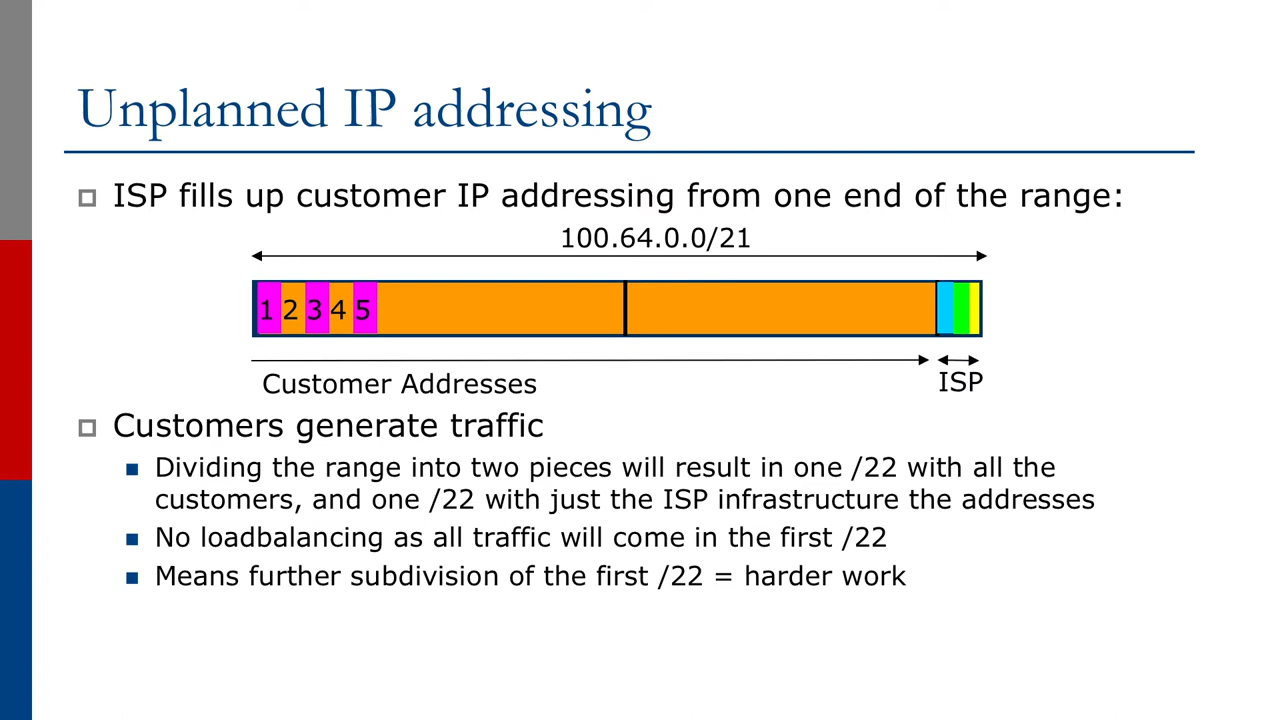 Unplanned IP addressing
ISP fills up customer IP addressing from one end of the range:
100.64.0.0/21
1 2 3 4 5
Customer Addresses
ISP
Customers generate traffic
Dividing the range into two pieces will result in one /22 with all the
customers, and one /22 with just the ISP infrastructure the addresses
No loadbalancing as all traffic will come in the first /22
Means further subdivision of the first /22 = harder work